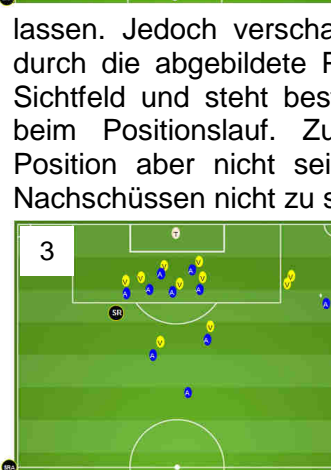 lassen. Jedoch verscha
durch die abgebildete
Sichtfeld und steht best
beim Positionslauf. Zu
Position aber nicht sei
Nachschüssen nicht zu s
3
T
V
V
A
A
V
V
V
V
V
V
A
A
A
A
A
SR
V
A
V
A
A
SRA